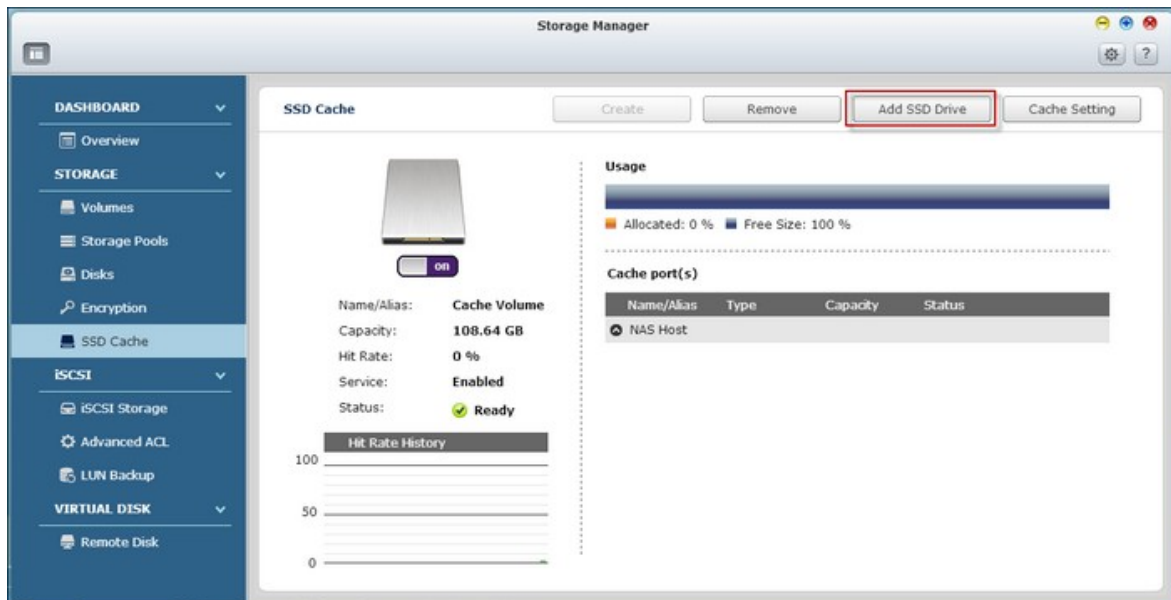 Storage Manager
?
DASHBOARD
Overview
STORAGE
Volumes
Storage Pools
Disks
Encryption
SSD Cache
iSCSI
iSCSI Storage
Advanced ACL
LUN Backup
VIRTUAL DISK
Remote Disk
SSD Cache Create Remove Add SSD Drive Cache Setting
on
Name/Alias: Cache Volume
Capacity: 108.64 GB
Hit Rate: 0 %
Service: Enabled
Status: Ready
Hit Rate History
100
50
0
Usage
Allocated: 0 % Free Size: 100 %
Cache port(s)
Name/Alias Type Capacity Status
NAS Host